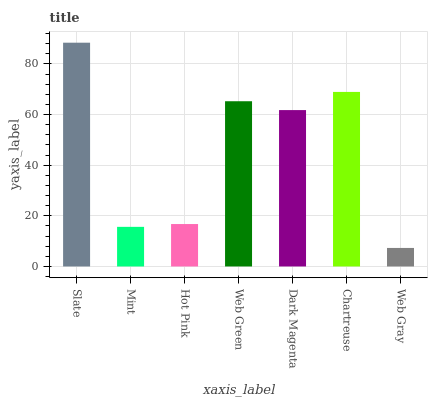 title
yaxis_label
80
60
40
20
0
Slate
Mint
Hot Pink
Web Green
Dark Magenta
Chartreuse
Web Gray
xaxis_label